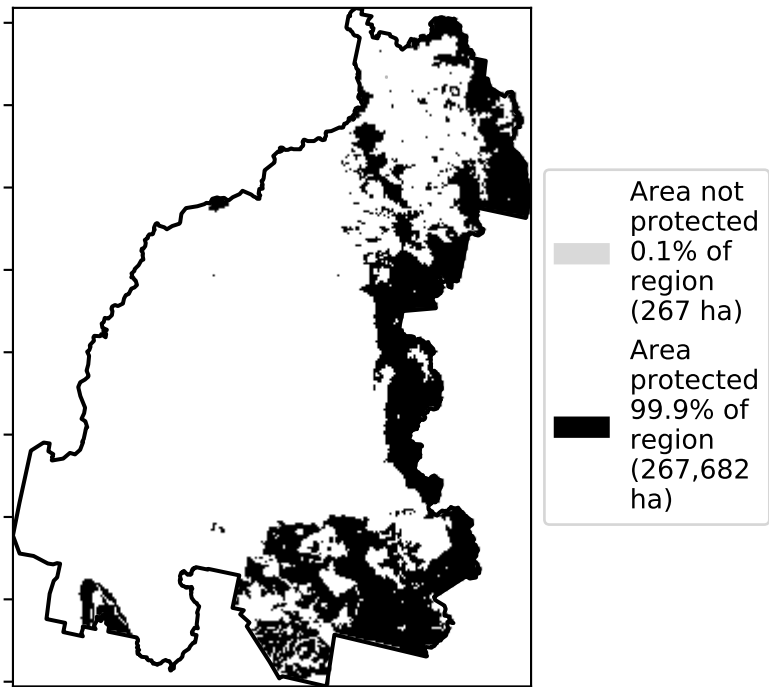 Area not
protected
0.1% of
region
(267 ha)
Area
protected
99.9% of
region
(267,682
ha)